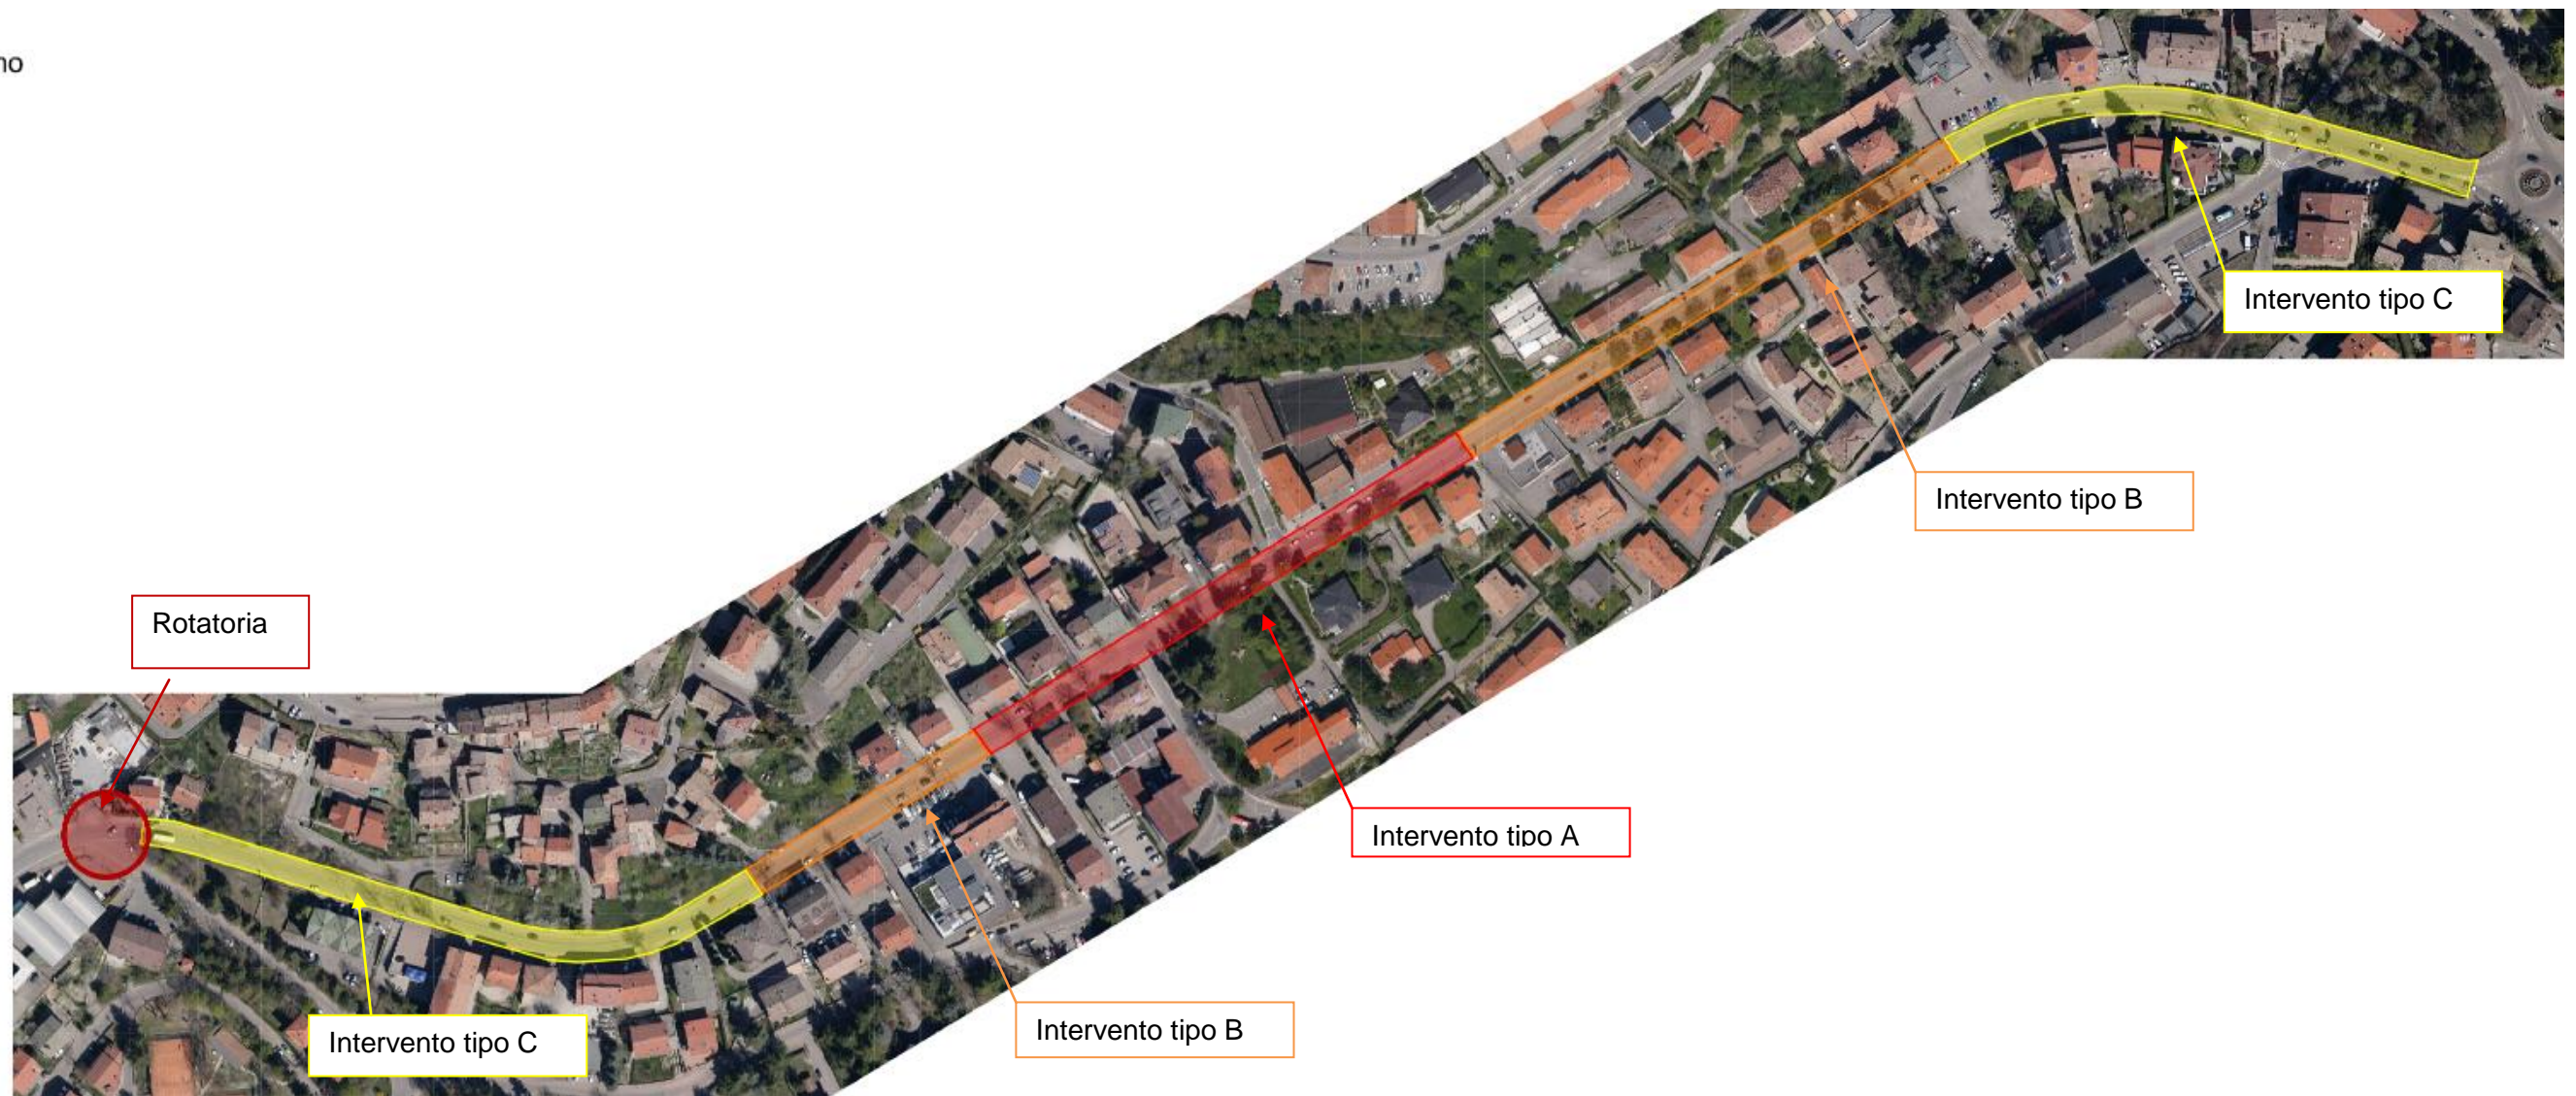 no
Intervento tipo C
Intervento tipo B
Rotatoria
Intervento tipo A
Intervento tipo B
Intervento tipo C